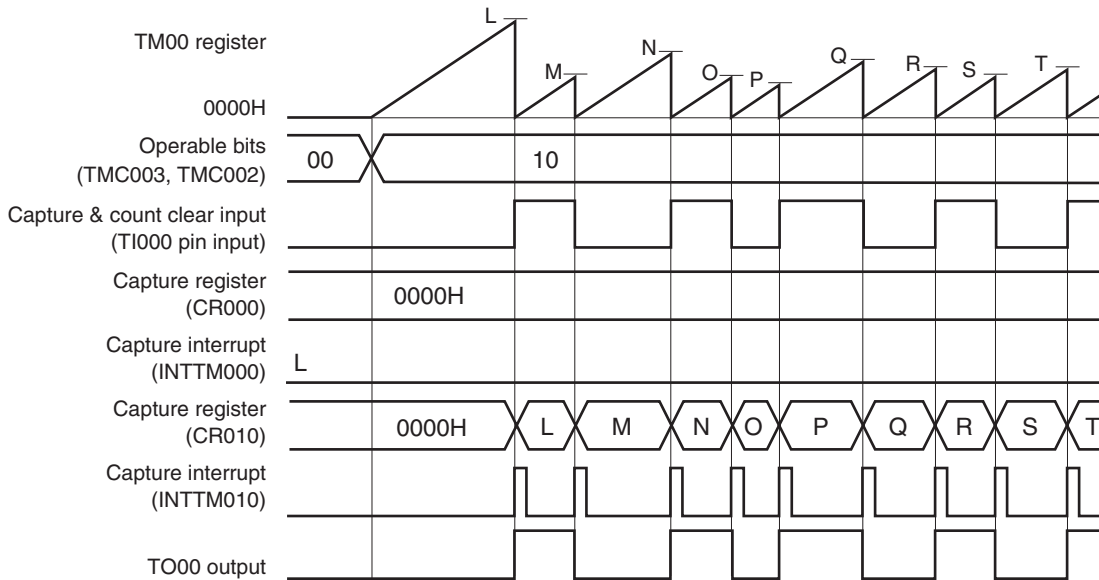 TM00 register
L
M
N
O
P
Q
R
S
T
0000H
Operable bits
(TMC003, TMC002)
00
10
Capture & count clear input
(TI000 pin input)
Capture register
(CR000)
0000H
Capture interrupt
(INTTM000)
L
Capture register
(CR010)
0000H
L
M
N
O
P
Q
R
S
T
Capture interrupt
(INTTM010)
TO00 output